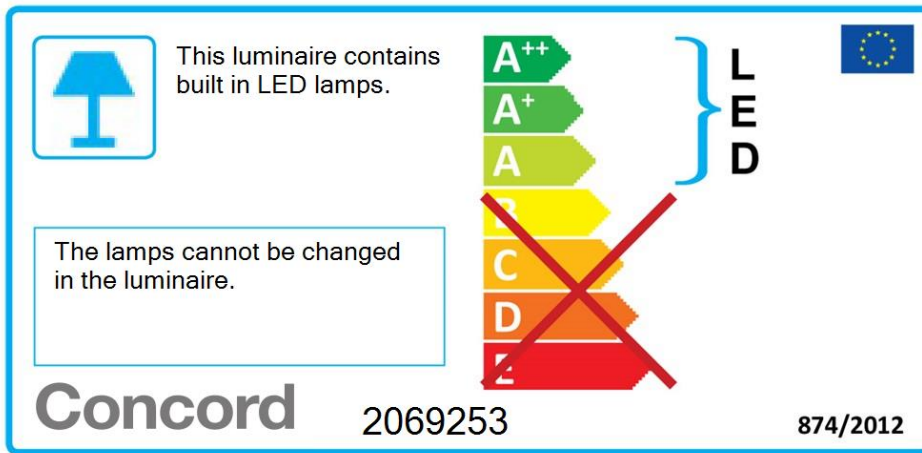 This luminaire contains
built in LED lamps.
A++
A+
A
B
C
D
E
L
E
D
The lamps cannot be changed
in the luminaire.
Concord
2069253
874/2012